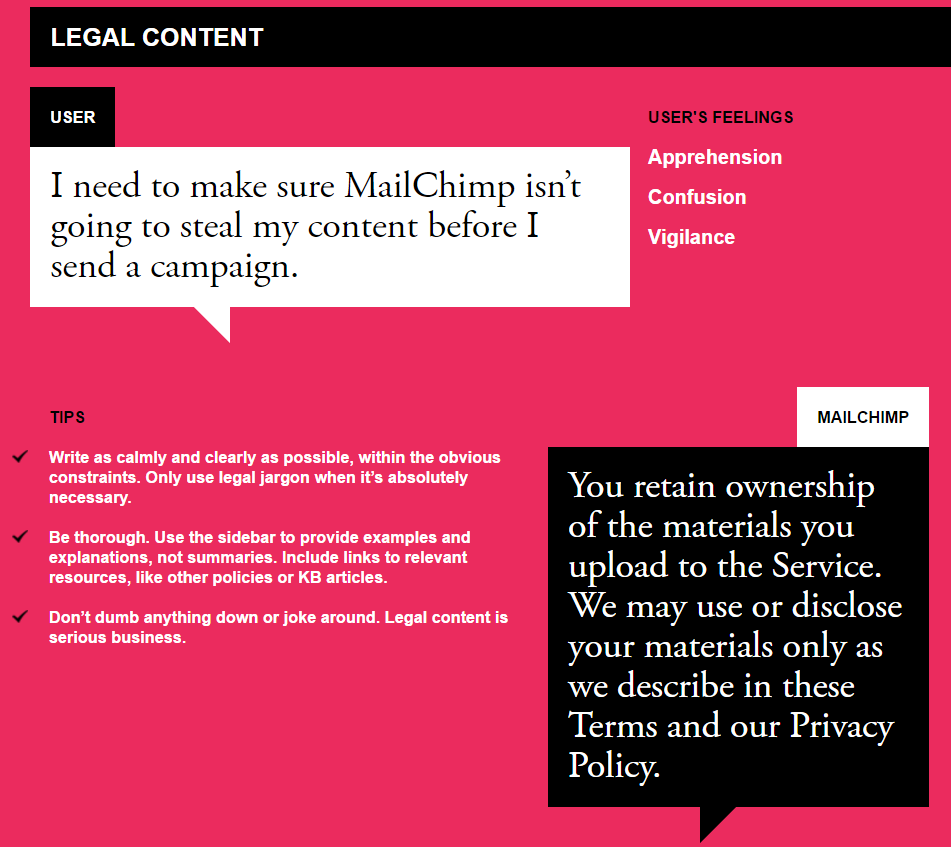 LEGAL CONTENT
USER
I need to make sure MailChimp isn’t
going to steal my content before I
send a campaign.
USER'S FEELINGS
Apprehension
Confusion
Vigilance
TIPS
Write as calmly and clearly as possible, within the obvious
constraints. Only use legal jargon when it’s absolutely
necessary.
Be thorough. Use the sidebar to provide examples and
explanations, not summaries. Include links to relevant
resources, like other policies or KB articles.
Don’t dumb anything down or joke around. Legal content is
serious business.
MAILCHIMP
You retain ownership
of the materials you
upload to the Service.
We may use or disclose
your materials only as
we describe in these
Terms and our Privacy
Policy.